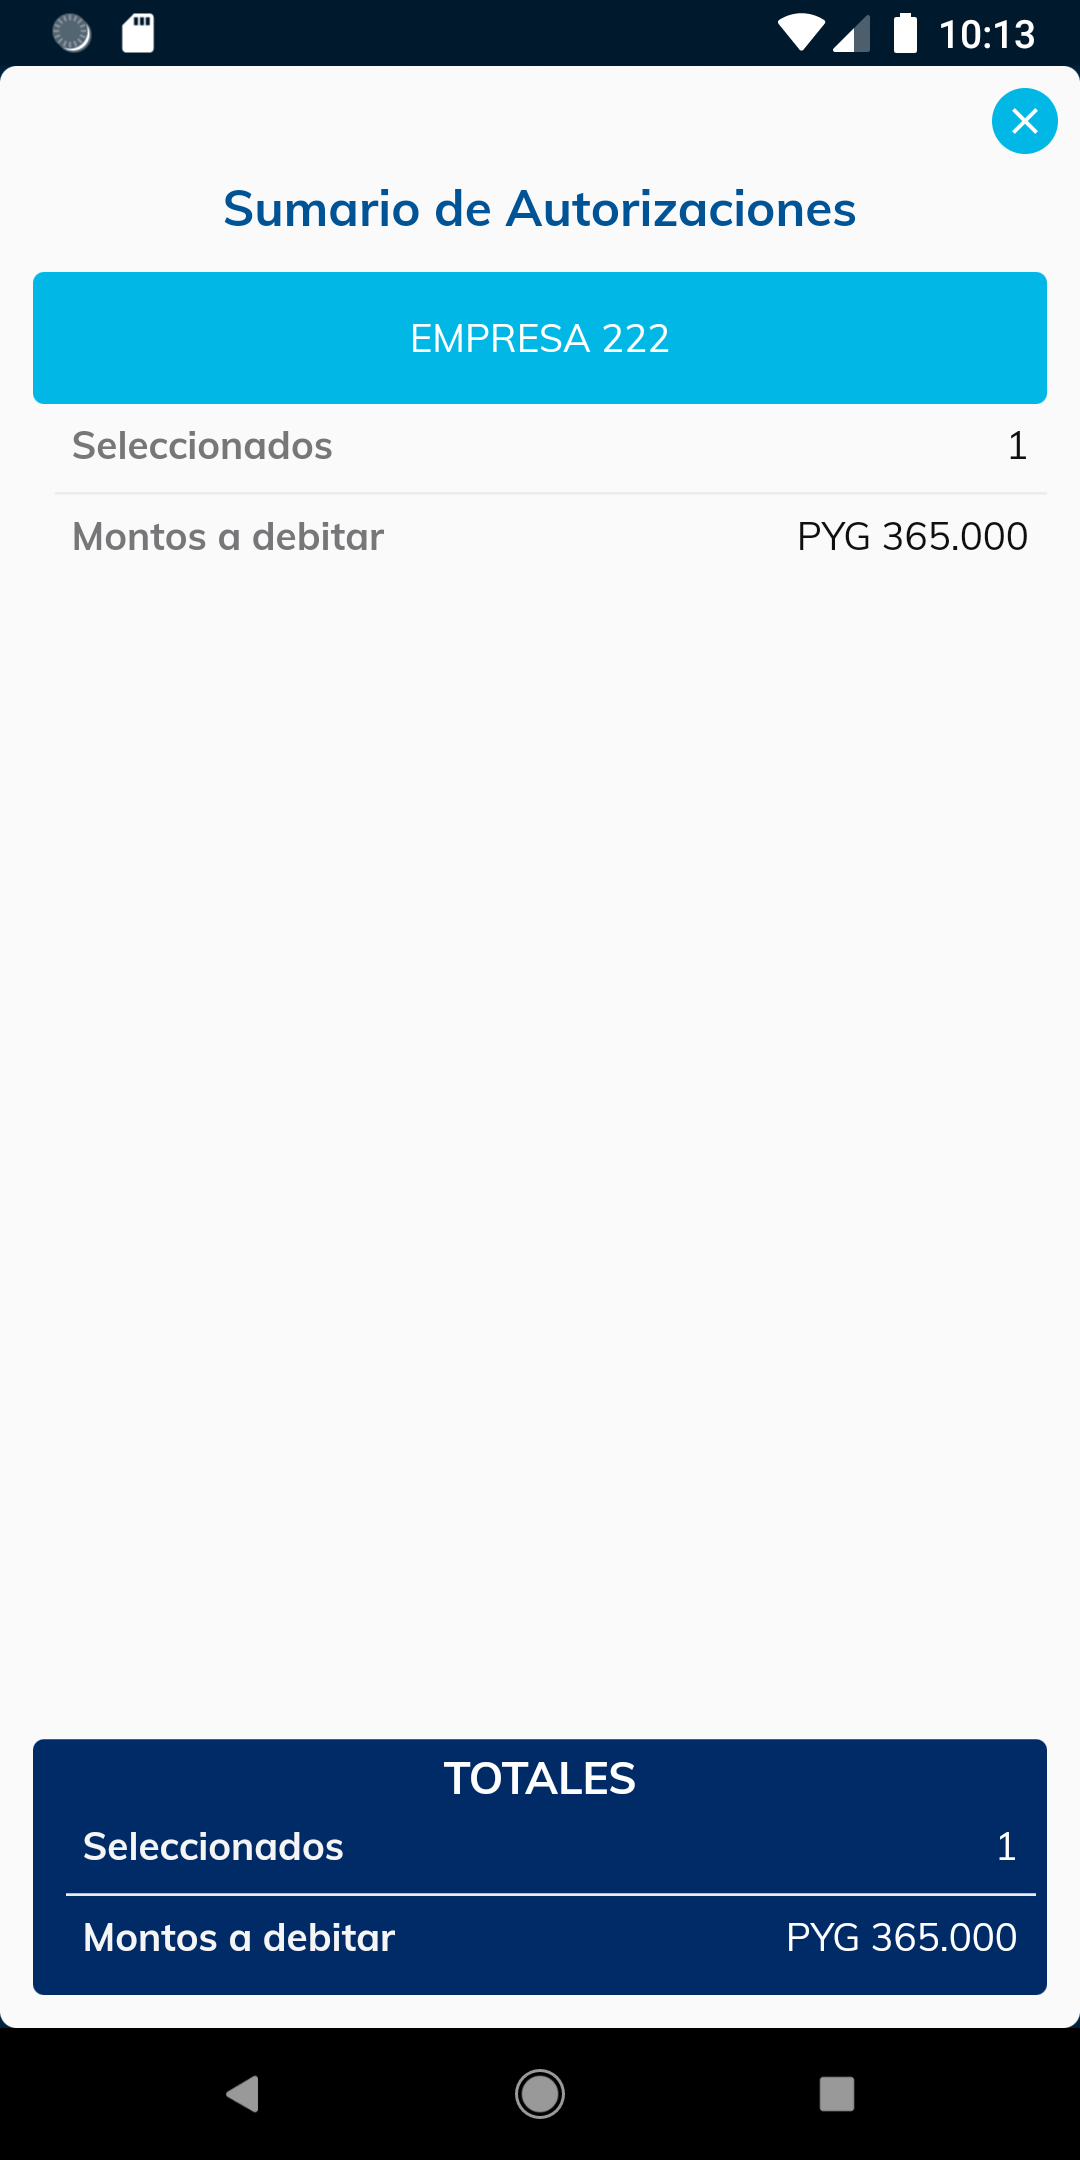 10:13
Sumario de Autorizaciones
EMPRESA 222
Seleccionados 1
Montos a debitar PYG 365.000
TOTALES
Seleccionados 1
Montos a debitar PYG 365.000